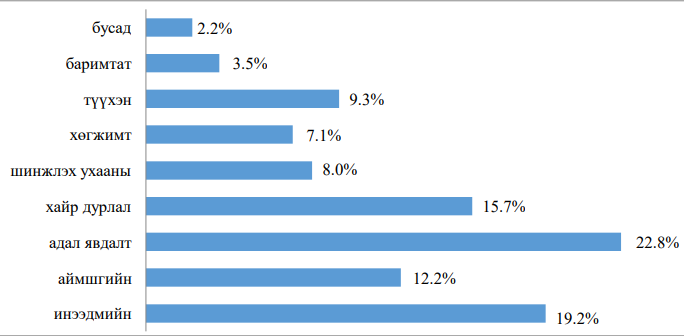 бусад 2.2%
баримтат 3.5%
түүхэн 9.3%
хөгжимт 7.1%
шинжлэх ухааны 8.0%
хайр дурлал 15.7%
адал явдалт 22.8%
аймшгийн 12.2%
инээдмийн 19.2%